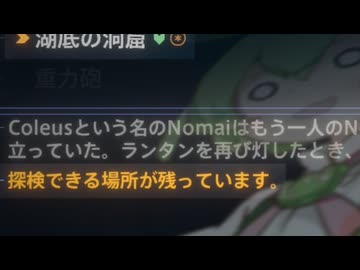 湖底の洞窟
重力砲
Coleusという名のNomaiはもう一人のN
立っていた。ランタンを再び灯したとき、
探検できる場所が残っています。